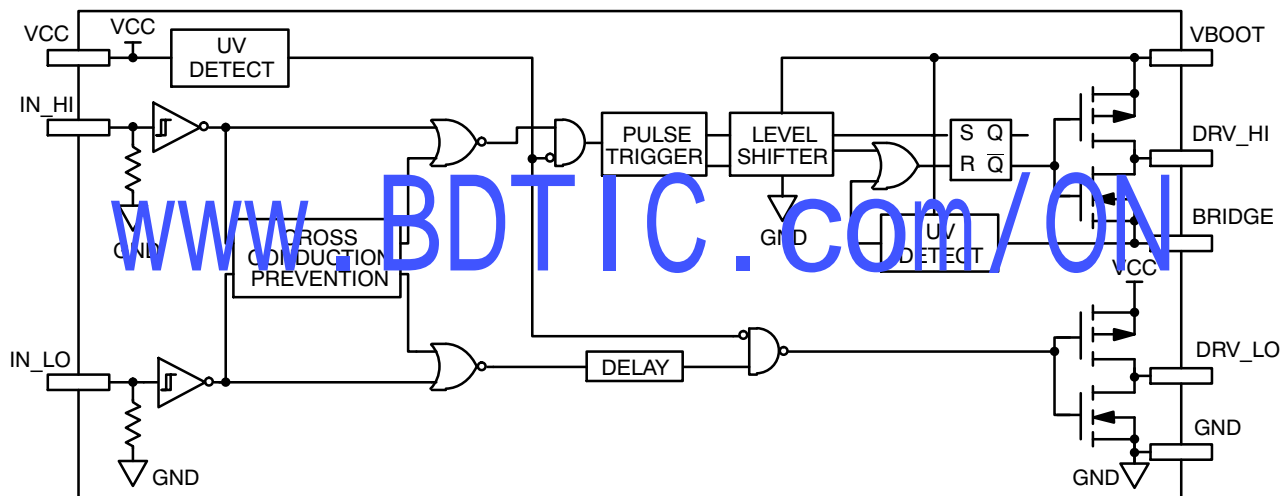 VCC
VCC
UV
DETECT
VBOOT
IN_HI
PULSE
TRIGGER
LEVEL
SHIFTER
S Q
R Q̅
DRV_HI
GND
GND
CROSS
CONDUCTION
PREVENTION
UV
DETECT
BRIDGE
VCC
www.BDTIC.com/ON
IN_LO
DELAY
DRV_LO
GND
GND
GND